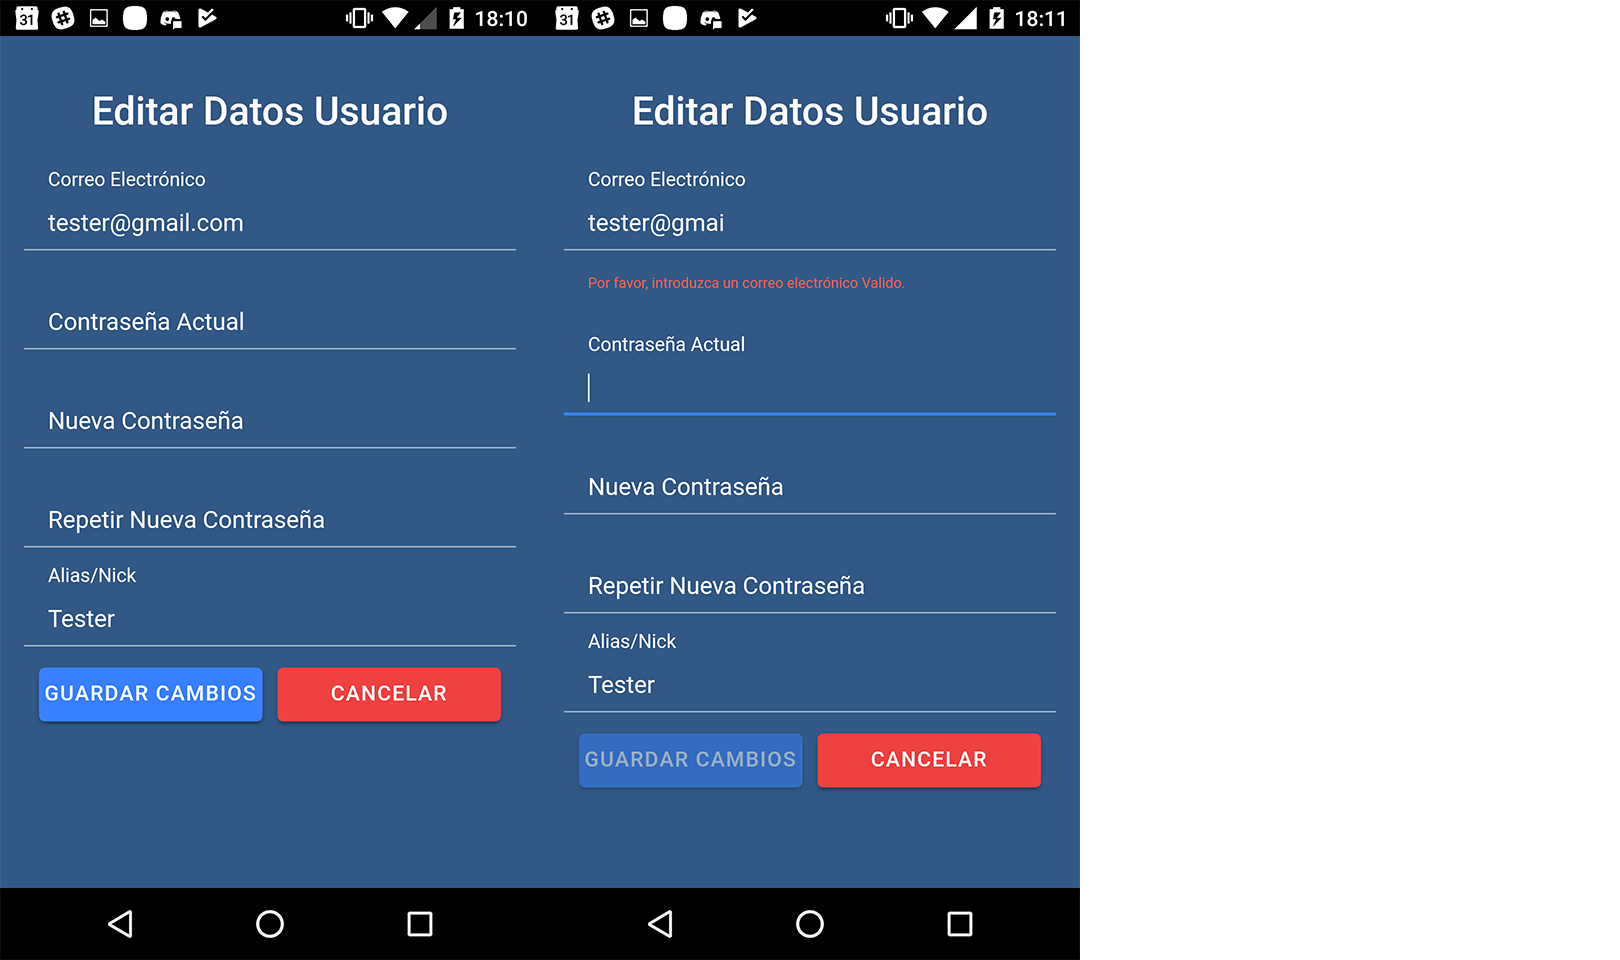 31 18:10
Editar Datos Usuario
Correo Electrónico
tester@gmail.com
Contraseña Actual
Nueva Contraseña
Repetir Nueva Contraseña
Alias/Nick
Tester
GUARDAR CAMBIOS CANCELAR
31 18:11
Editar Datos Usuario
Correo Electrónico
tester@gmai
Por favor, introduzca un correo electrónico Valido.
Contraseña Actual
Nueva Contraseña
Repetir Nueva Contraseña
Alias/Nick
Tester
GUARDAR CAMBIOS CANCELAR